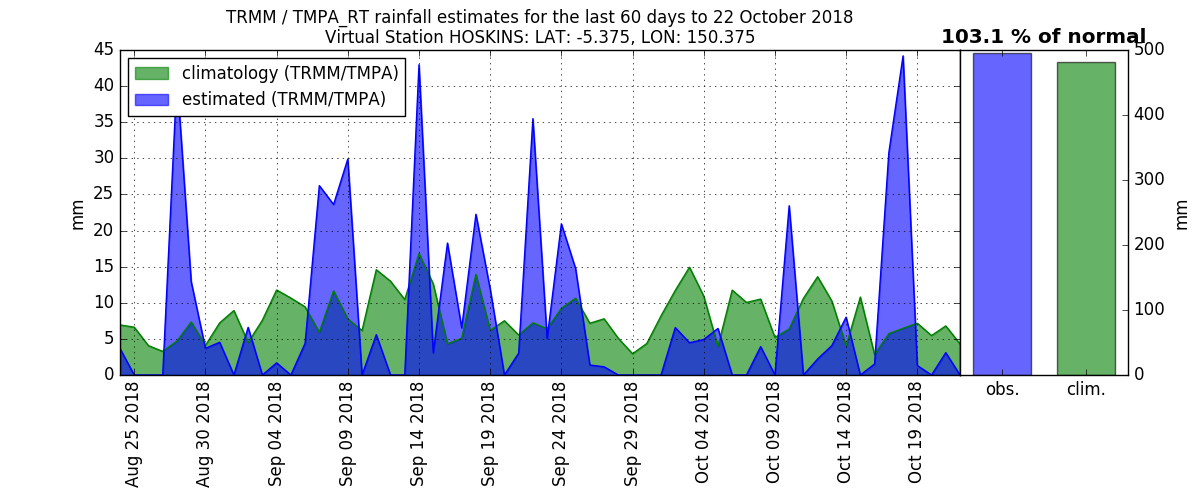 TRMM / TMPA_RT rainfall estimates for the last 60 days to 22 October 2018
Virtual Station HOSKINS: LAT: -5.375, LON: 150.375
103.1 % of normal
climatology (TRMM/TMPA)
estimated (TRMM/TMPA)
45
40
35
30
25
20
15
10
5
0
mm
Aug 25 2018
Aug 30 2018
Sep 04 2018
Sep 09 2018
Sep 14 2018
Sep 19 2018
Sep 24 2018
Sep 29 2018
Oct 04 2018
Oct 09 2018
Oct 14 2018
Oct 19 2018
obs.
clim.
500
400
300
200
100
0
mm